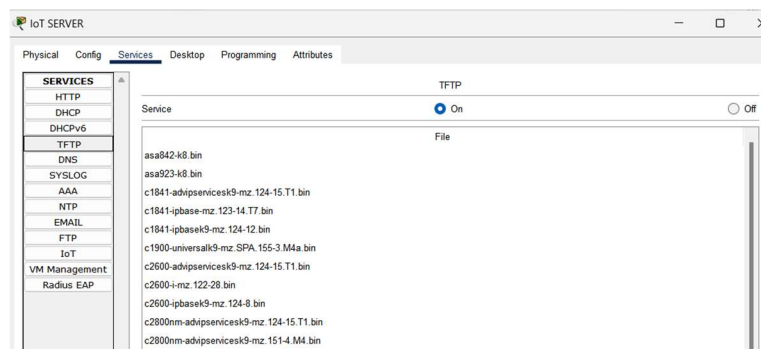 IoT SERVER
Physical Config Services Desktop Programming Attributes
SERVICES
HTTP
DHCP
DHCPv6
TFTP
DNS
SYSLOG
AAA
NTP
EMAIL
FTP
IoT
VM Management
Radius EAP
TFTP
Service On Off
File
asa842-k8.bin
asa923-k8.bin
c1841-advipservicesk9-mz.124-15.T1.bin
c1841-ipbase-mz.123-14.T7.bin
c1841-ipbasek9-mz.124-12.bin
c1900-universalk9-mz.SPA.155-3.M4a.bin
c2600-advipservicesk9-mz.124-15.T1.bin
c2600-i-mz.122-28.bin
c2600-ipbasek9-mz.124-8.bin
c2800nm-advipservicesk9-mz.124-15.T1.bin
c2800nm-advipservicesk9-mz.151-4.M4.bin